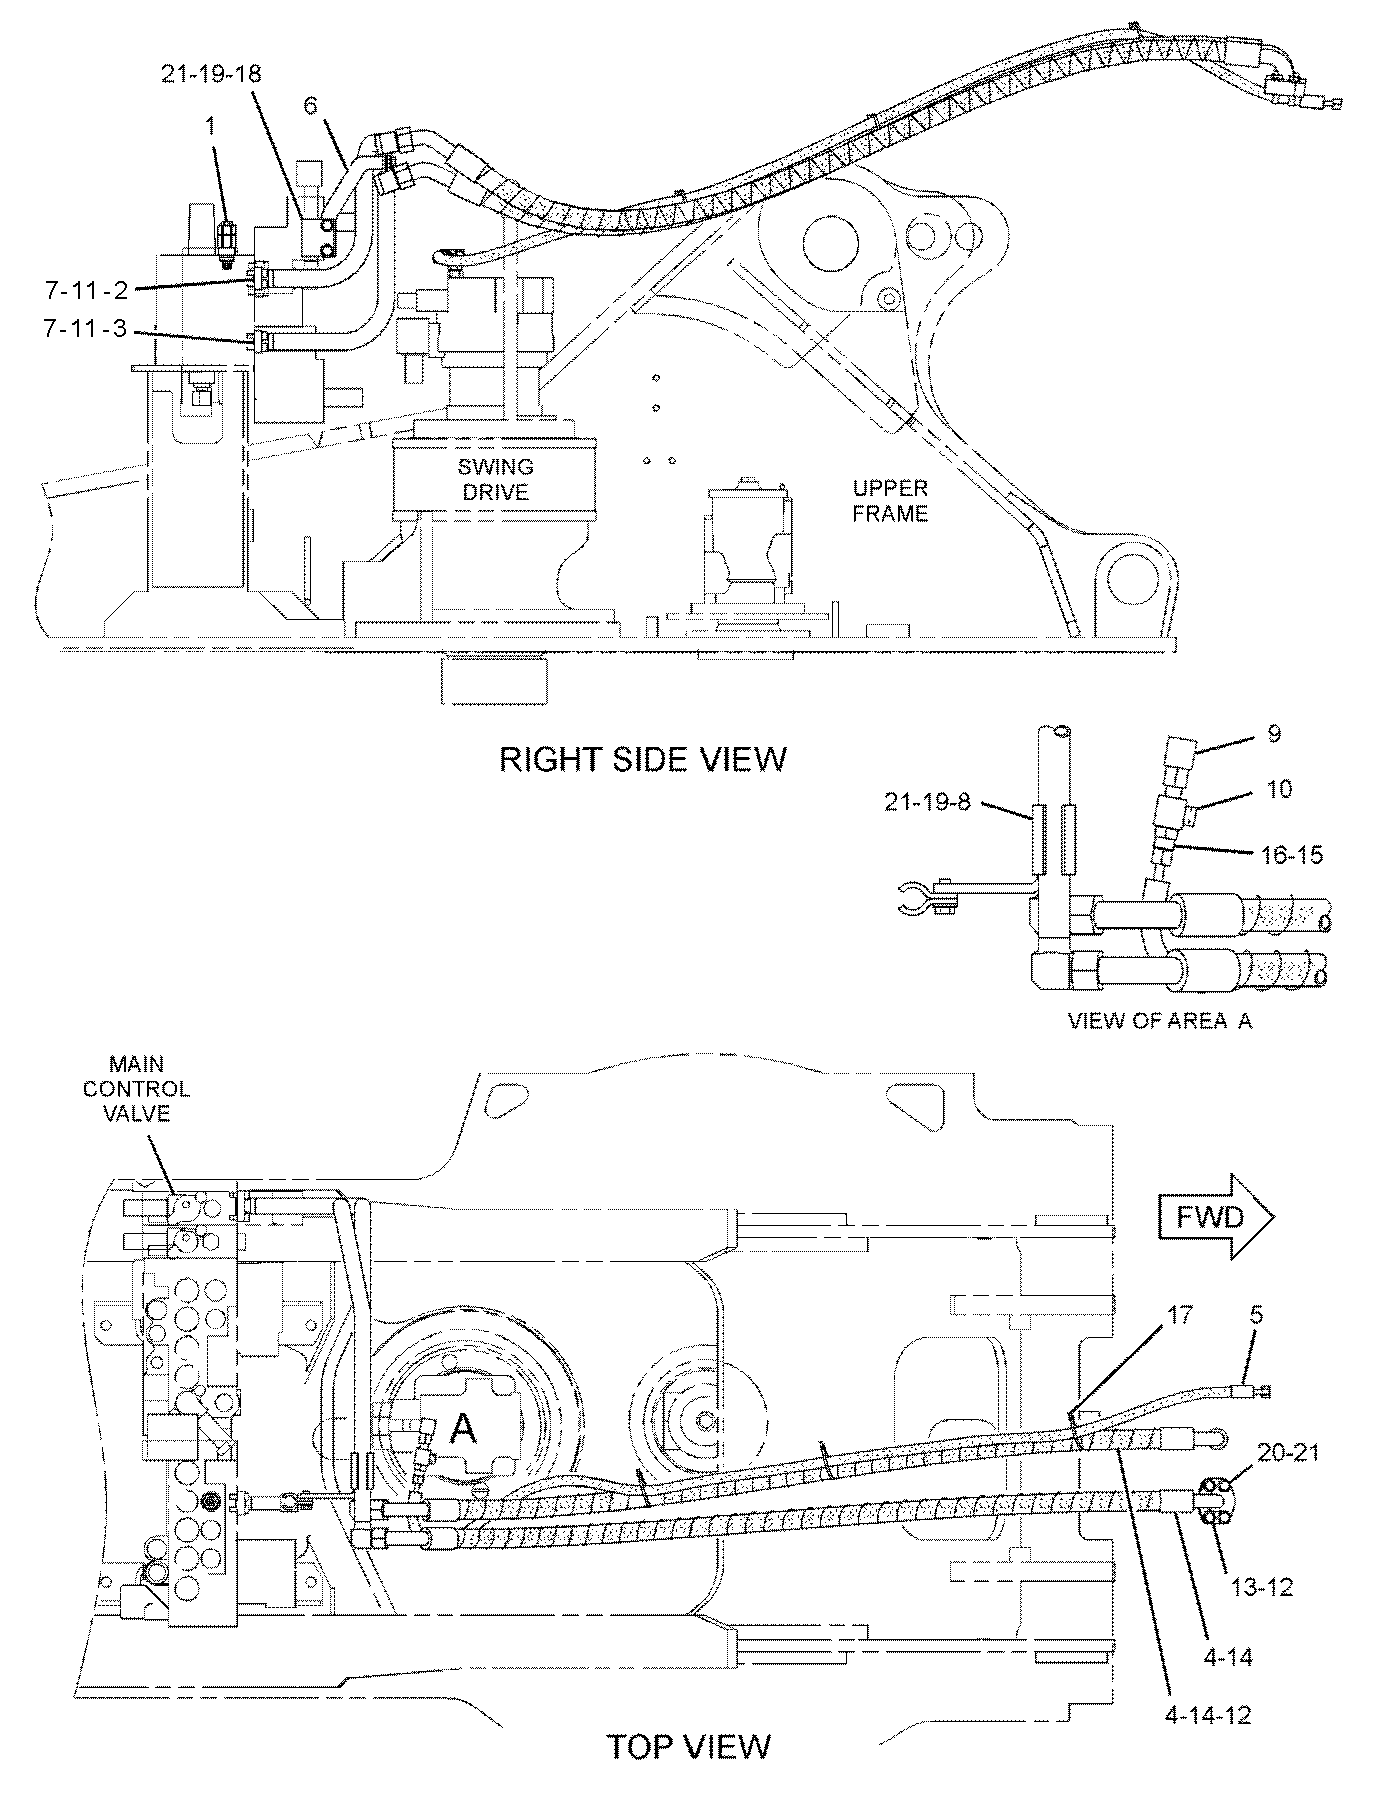 21-19-18
6
1
7-11-2
7-11-3
SWING
DRIVE
UPPER
FRAME
RIGHT SIDE VIEW
9
21-19-8
10
16-15
VIEW OF AREA A
MAIN
CONTROL
VALVE
FWD
17
5
A
20-21
13-12
4-14
4-14-12
TOP VIEW